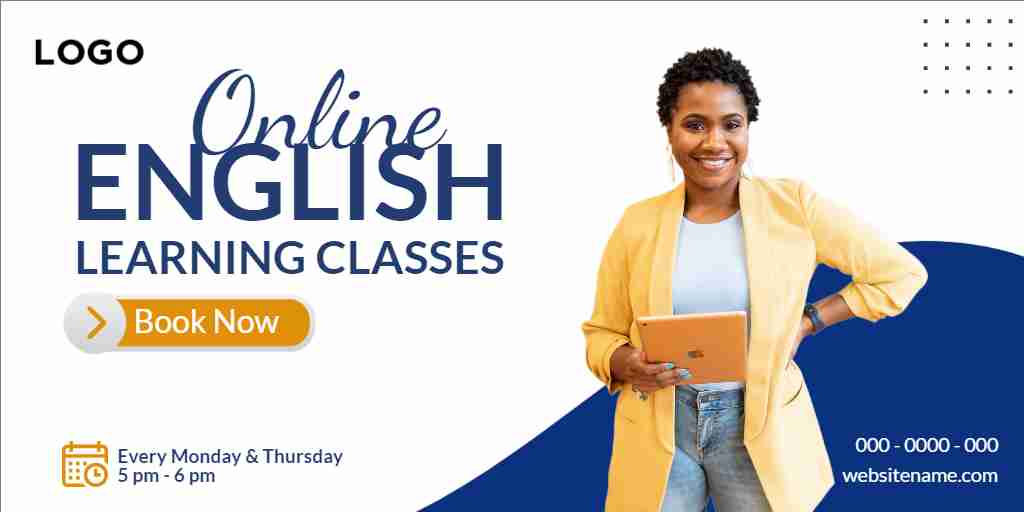 LOGO
Online
ENGLISH
LEARNING CLASSES
Book Now
Every Monday & Thursday
5 pm - 6 pm
000 - 0000 - 000
websitename.com